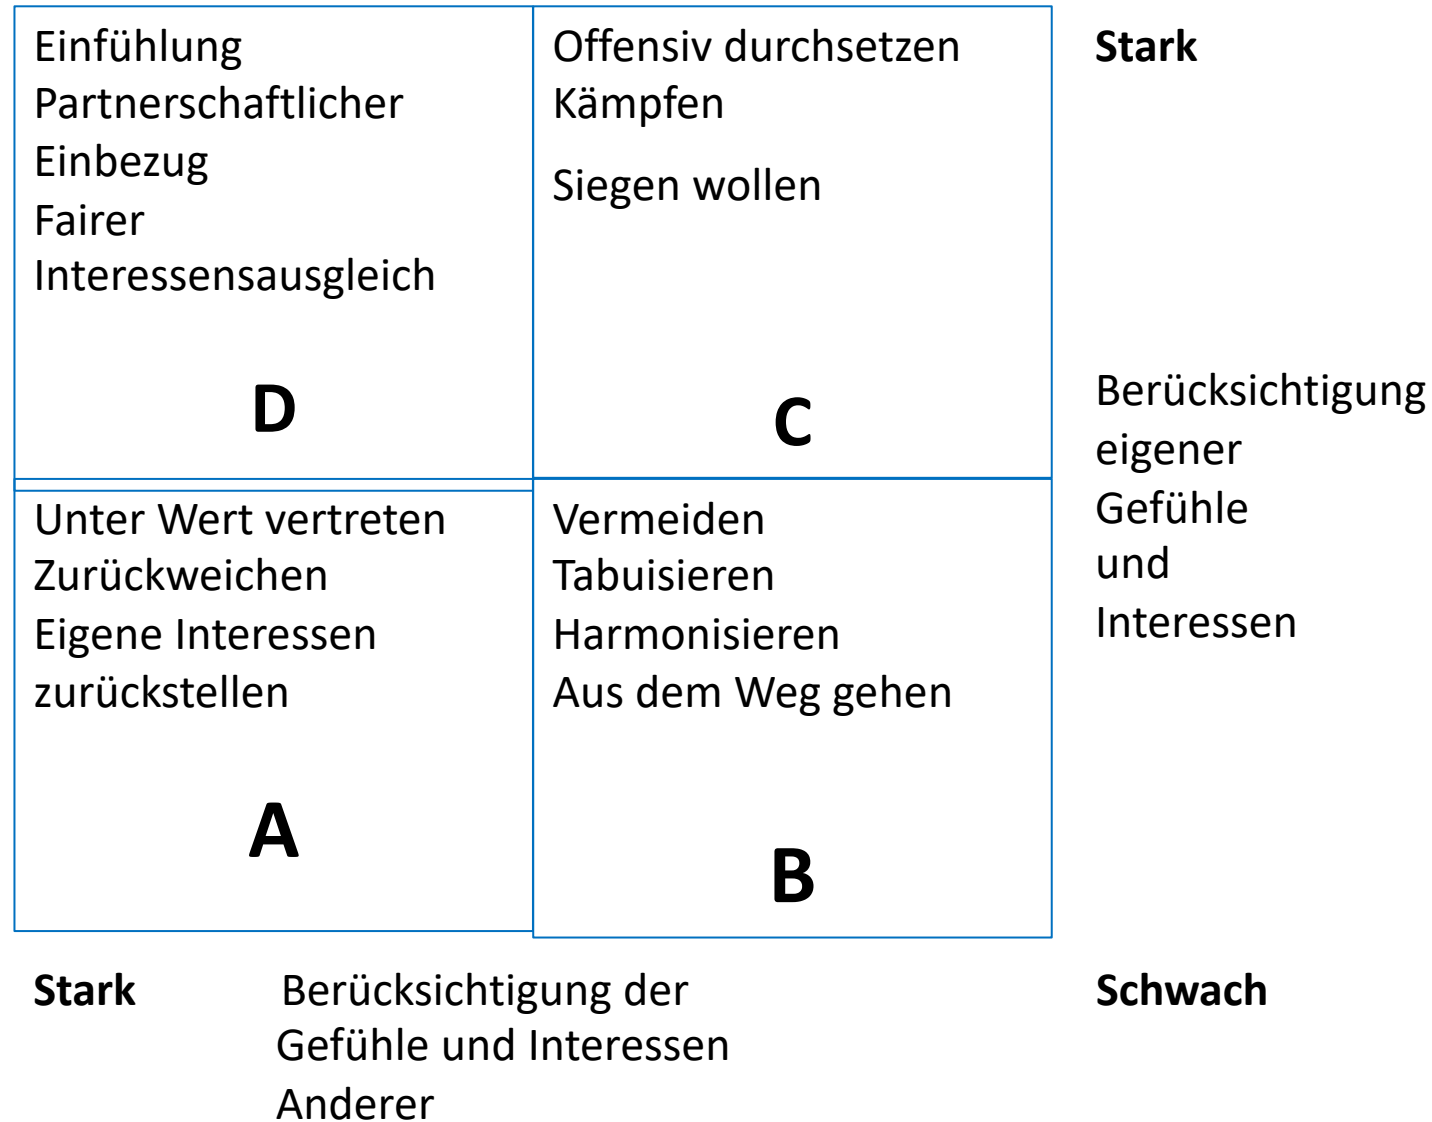 Einfühlung
Partnerschaftlicher
Einbezug
Fairer
Interessensausgleich
D
Offensiv durchsetzen
Kämpfen
Siegen wollen
C
Stark
Berücksichtigung
eigener
Gefühle
und
Interessen
Unter Wert vertreten
Zurückweichen
Eigene Interessen
zurückstellen
A
Vermeiden
Tabuisieren
Harmonisieren
Aus dem Weg gehen
B
Stark
Berücksichtigung der
Gefühle und Interessen
Anderer
Schwach